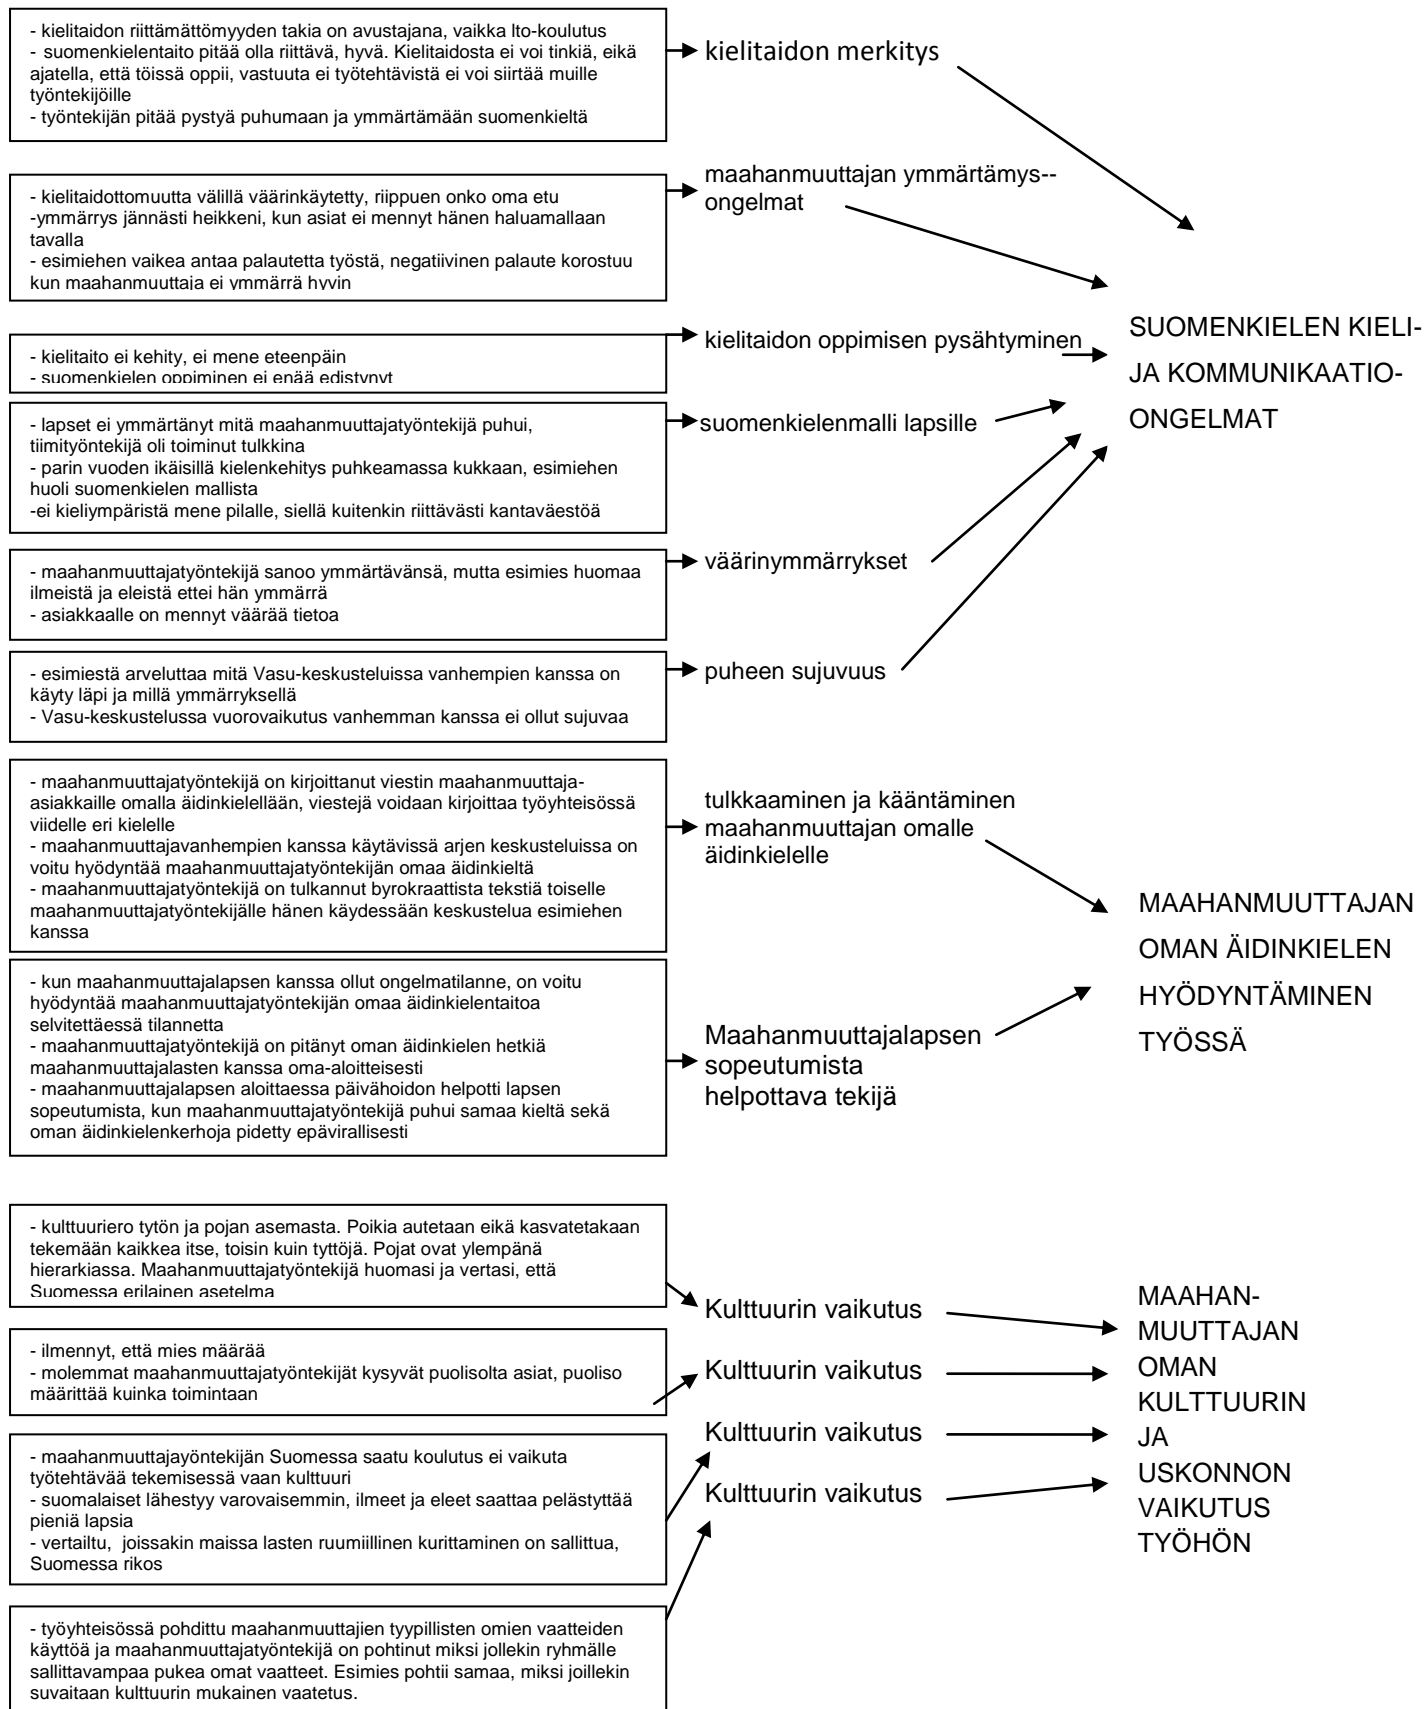 - kielitaidon riittämättömyyden takia on avustajana, vaikka lto-koulutus
- suomenkielentaito pitää olla riittävä, hyvä. Kielitaidosta ei voi tinkiä, eikä
ajatella, että töissä oppii, vastuuta ei työtehtävistä ei voi siirtää muille
työntekijöille
- työntekijän pitää pystyä puhumaan ja ymmärtämään suomenkieltä
kielitaidon merkitys
- kielitaidottomuutta välillä väärinkäytetty, riippuen onko oma etu
-ymmärrys jännästi heikkeni, kun asiat ei mennyt hänen haluamallaan
tavalla
- esimiehen vaikea antaa palautetta työstä, negatiivinen palaute korostuu
kun maahanmuuttaja ei ymmärrä hyvin
maahanmuuttajan ymmärtämys--
ongelmat
- kielitaito ei kehity, ei mene eteenpäin
- suomenkielen oppiminen ei enää edistynyt
kielitaidon oppimisen pysähtyminen
- lapset ei ymmärtänyt mitä maahanmuuttajatyöntekijä puhui,
tiimityöntekijä oli toiminut tulkkina
- parin vuoden ikäisillä kielenkehitys puhkeamassa kukkaan, esimiehen
huoli suomenkielen mallista
-ei kieliympäristä mene pilalle, siellä kuitenkin riittävästi kantaväestöä
suomenkielenmalli lapsille
- maahanmuuttajatyöntekijä sanoo ymmärtävänsä, mutta esimies huomaa
ilmeistä ja eleistä ettei hän ymmärrä
- asiakkaalle on mennyt väärää tietoa
väärinymmärrykset
- esimiestä arveluttaa mitä Vasu-keskusteluissa vanhempien kanssa on
käyty läpi ja millä ymmärryksellä
- Vasu-keskustelussa vuorovaikutus vanhemman kanssa ei ollut sujuvaa
puheen sujuvuus
SUOMENKIELEN KIELI-
JA KOMMUNIKAATIO-
ONGELMAT
- maahanmuuttajatyöntekijä on kirjoittanut viestin maahanmuuttaja-
asiakkaille omalla äidinkielellään, viestejä voidaan kirjoittaa työyhteisössä
viidelle eri kielelle
- maahanmuuttajavanhempien kanssa käytävissä arjen keskusteluissa on
voitu hyödyntää maahanmuuttajatyöntekijän omaa äidinkieltä
- maahanmuuttajatyöntekijä on tulkannut byrokraattista tekstiä toiselle
maahanmuuttajatyöntekijälle hänen käydessään keskustelua esimiehen
kanssa
tulkkaaminen ja kääntäminen
maahanmuuttajan omalle
äidinkielelle
- kun maahanmuuttajalapsen kanssa ollut ongelmatilanne, on voitu
hyödyntää maahanmuuttajatyöntekijän omaa äidinkielentaitoa
selvitettäessä tilannetta
- maahanmuuttajatyöntekijä on pitänyt oman äidinkielen hetkiä
maahanmuuttajalasten kanssa oma-aloitteisesti
- maahanmuuttajalapsen aloittaessa päivähoidon helpotti lapsen
sopeutumista, kun maahanmuuttajatyöntekijä puhui samaa kieltä sekä
oman äidinkielenkerhoja pidetty epävirallisesti
Maahanmuuttajalapsen
sopeutumista
helpottava tekijä
MAAHANMUUTTAJAN
OMAN ÄIDINKIELEN
HYÖDYNTÄMINEN
TYÖSSÄ
- kulttuuriero tytön ja pojan asemasta. Poikia autetaan eikä kasvatetakaan
tekemään kaikkea itse, toisin kuin tyttöjä. Pojat ovat ylempänä
hierarkiassa. Maahanmuuttajatyöntekijä huomasi ja vertasi, että
Suomessa erilainen asetelma
Kulttuurin vaikutus
- ilmennyt, että mies määrää
- molemmat maahanmuuttajatyöntekijät kysyvät puolisolta asiat, puoliso
määrittää kuinka toimintaan
Kulttuurin vaikutus
- maahanmuuttajayöntekijän Suomessa saatu koulutus ei vaikuta
työtehtävää tekemisessä vaan kulttuuri
- suomalaiset lähestyy varovaisemmin, ilmeet ja eleet saattaa pelästyttää
pieniä lapsia
- vertailtu, joissakin maissa lasten ruumiillinen kurittaminen on sallittua,
Suomessa rikos
Kulttuurin vaikutus
- työyhteisössä pohdittu maahanmuuttajien tyypillisten omien vaatteiden
käyttöä ja maahanmuuttajatyöntekijä on pohtinut miksi jollekin ryhmälle
sallittavampaa pukea omat vaatteet. Esimies pohtii samaa, miksi joillekin
suvaitaan kulttuurin mukainen vaatetus.
Kulttuurin vaikutus
MAAHAN-
MUUTTAJAN
OMAN
KULTTUURIN
JA
USKONNON
VAIKUTUS
TYÖHÖN